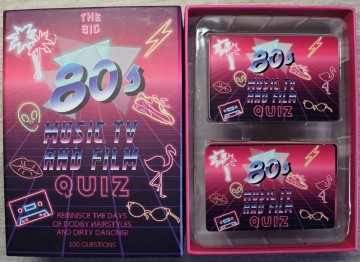 THE
BIG
80s
MUSIC TV
AND FILM
QUIZ
REMINISCE THE DAYS
OF DODGY HAIRSTYLES
AND DIRTY DANCING!
200 QUESTIONS
80s
MUSIC TV
AND FILM
QUIZ
80s
MUSIC TV
AND FILM
QUIZ